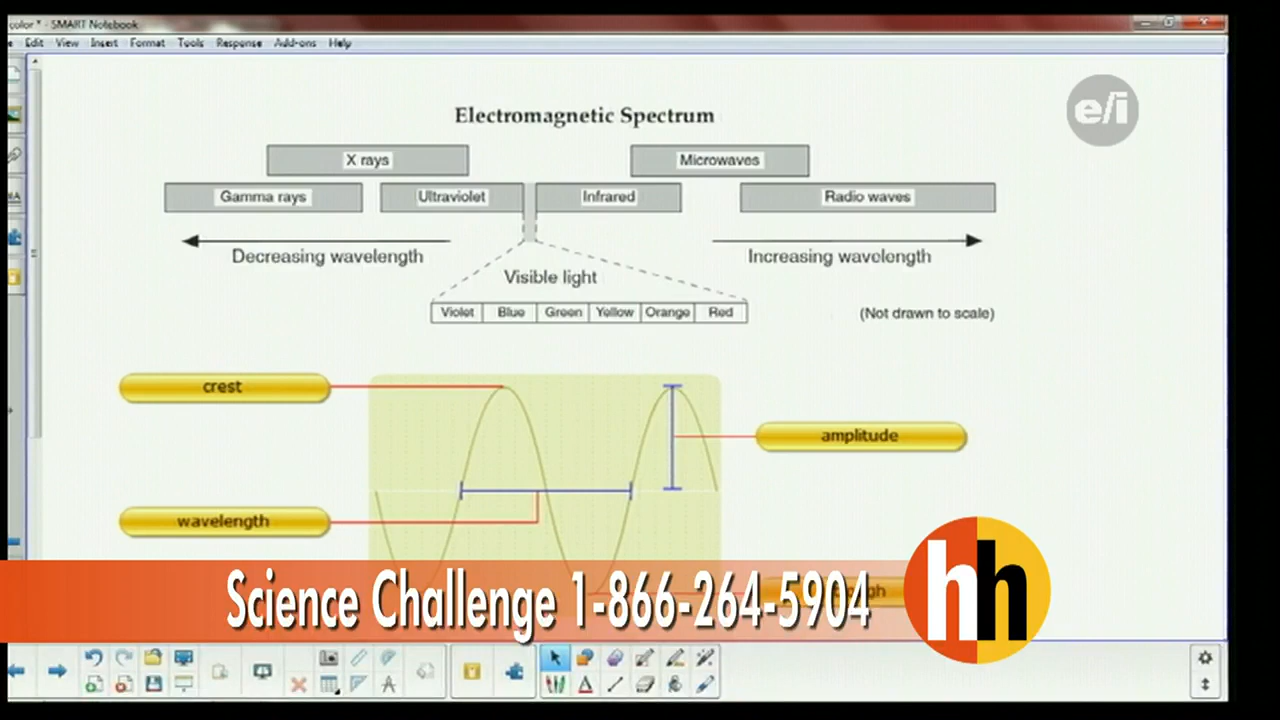 color * - SMART Notebook
Edit View Insert Format Tools Response Add-ons Help
e/i
Electromagnetic Spectrum
X rays Microwaves
Gamma rays Ultraviolet Infrared Radio waves
Decreasing wavelength Increasing wavelength
Visible light
Violet Blue Green Yellow Orange Red (Not drawn to scale)
crest
amplitude
wavelength
Science Challenge 1-866-264-5904
hh